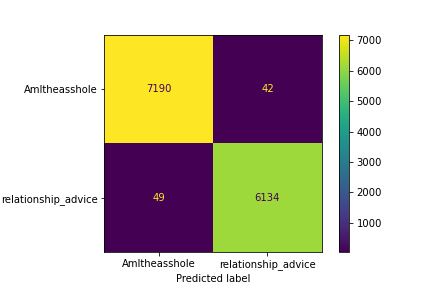 7000
AmItheasshole 7190 42
6000
5000
4000
3000
relationship_advice 49 6134
2000
1000
AmItheasshole relationship_advice
Predicted label